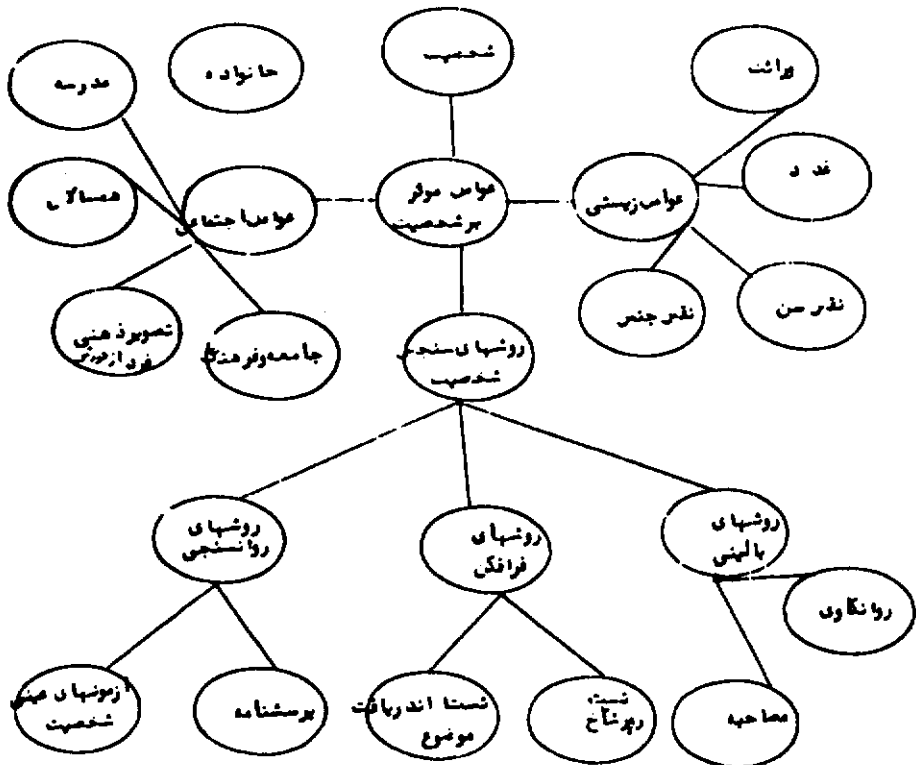 شخصیت
خانواده
مدرسه
وراثت
غدد
همسالان
عوامل اجتماعی
عوامل موثر
بر شخصیت
عوامل زیستی
نقش سن
نقش جنس
تصویر ذهنی
فرد از خودش
جامعه و فرهنگ
روشهای سنجش
شخصیت
روشهای
روانسنجی
روشهای
فرافکن
روشهای
بالینی
روانکاوی
ازمونهای عینی
شخصیت
پرسشنامه
تست اندریافت
موضوع
تست
رورشاخ
مصاحبه